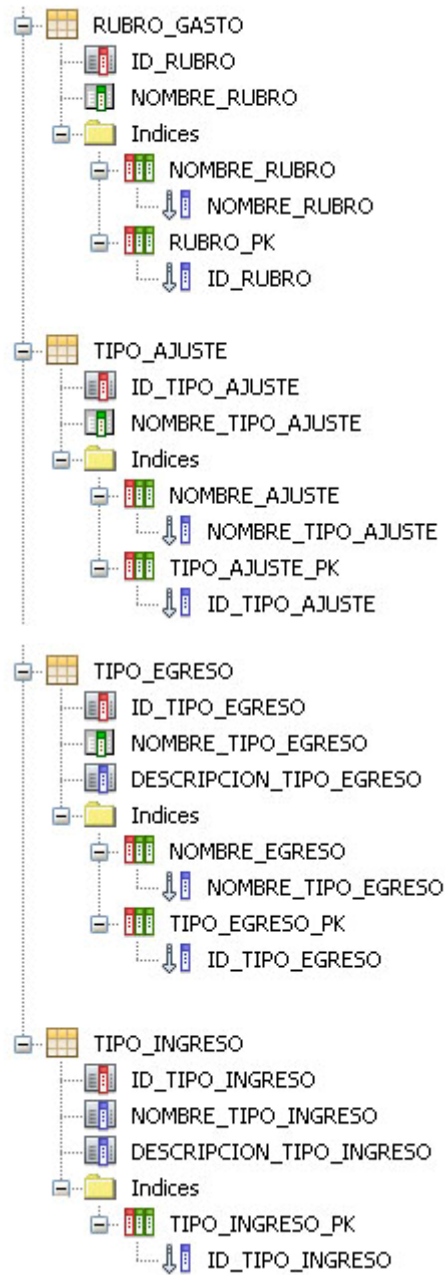 RUBRO_GASTO
ID_RUBRO
NOMBRE_RUBRO
Indices
NOMBRE_RUBRO
NOMBRE_RUBRO
RUBRO_PK
ID_RUBRO
TIPO_AJUSTE
ID_TIPO_AJUSTE
NOMBRE_TIPO_AJUSTE
Indices
NOMBRE_AJUSTE
NOMBRE_TIPO_AJUSTE
TIPO_AJUSTE_PK
ID_TIPO_AJUSTE
TIPO_EGRESO
ID_TIPO_EGRESO
NOMBRE_TIPO_EGRESO
DESCRIPCION_TIPO_EGRESO
Indices
NOMBRE_EGRESO
NOMBRE_TIPO_EGRESO
TIPO_EGRESO_PK
ID_TIPO_EGRESO
TIPO_INGRESO
ID_TIPO_INGRESO
NOMBRE_TIPO_INGRESO
DESCRIPCION_TIPO_INGRESO
Indices
TIPO_INGRESO_PK
ID_TIPO_INGRESO